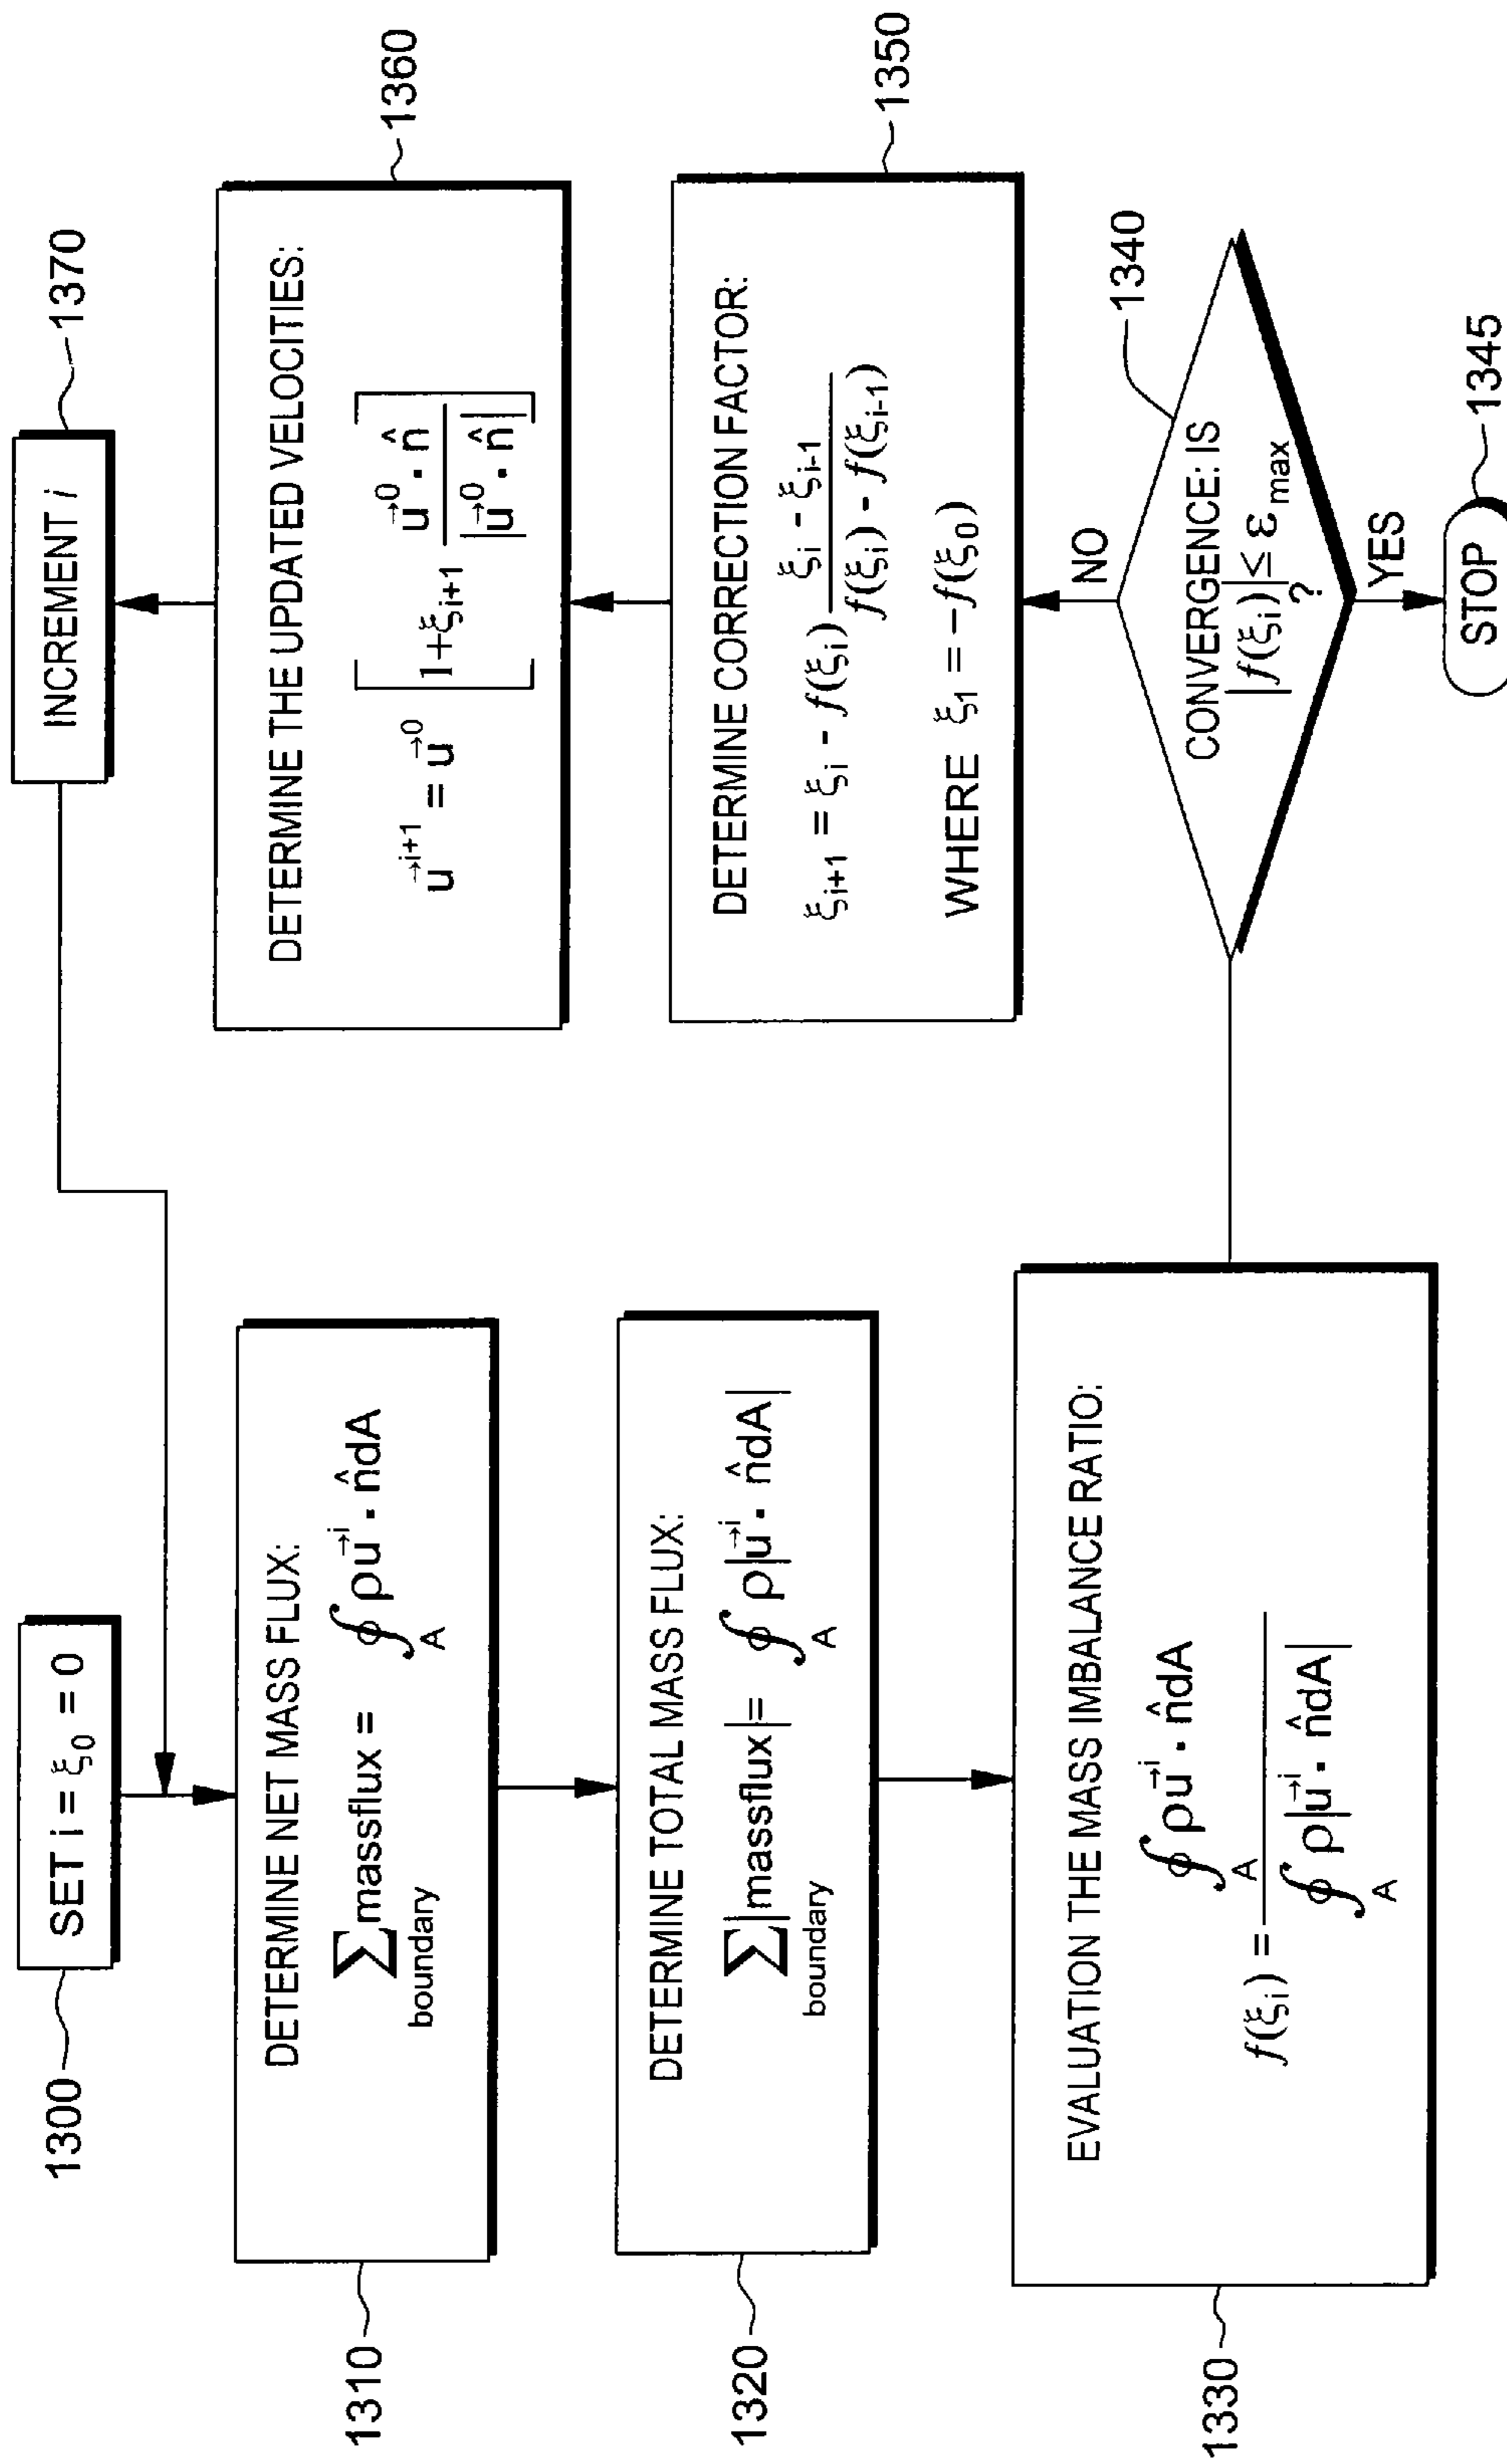 1300
SET i = ξ₀ = 0
1310
DETERMINE NET MASS FLUX:
∑ massflux = ∮ ρu⃗ⁱ · n̂dA
boundary A
1320
DETERMINE TOTAL MASS FLUX:
∑ |massflux| = ∮ ρ|u⃗ⁱ · n̂dA|
boundary A
1330
EVALUATION THE MASS IMBALANCE RATIO:
∮ ρu⃗ⁱ · n̂dA
A
f(ξᵢ) =
∮ ρ|u⃗ⁱ · n̂dA|
A
1340
CONVERGENCE: IS
|f(ξᵢ)| ≤ ε max
?
YES
STOP
1345
NO
1350
DETERMINE CORRECTION FACTOR:
ξᵢ₊₁ = ξᵢ - f(ξᵢ) (ξᵢ - ξᵢ₋₁) / (f(ξᵢ) - f(ξᵢ₋₁))
WHERE ξ₁ = -f(ξ₀)
1360
DETERMINE THE UPDATED VELOCITIES:
u⃗ⁱ⁺¹ = u⃗⁰ [1+ξᵢ₊₁ (u⃗⁰ · n̂) / |u⃗⁰ · n̂|]
1370
INCREMENT i